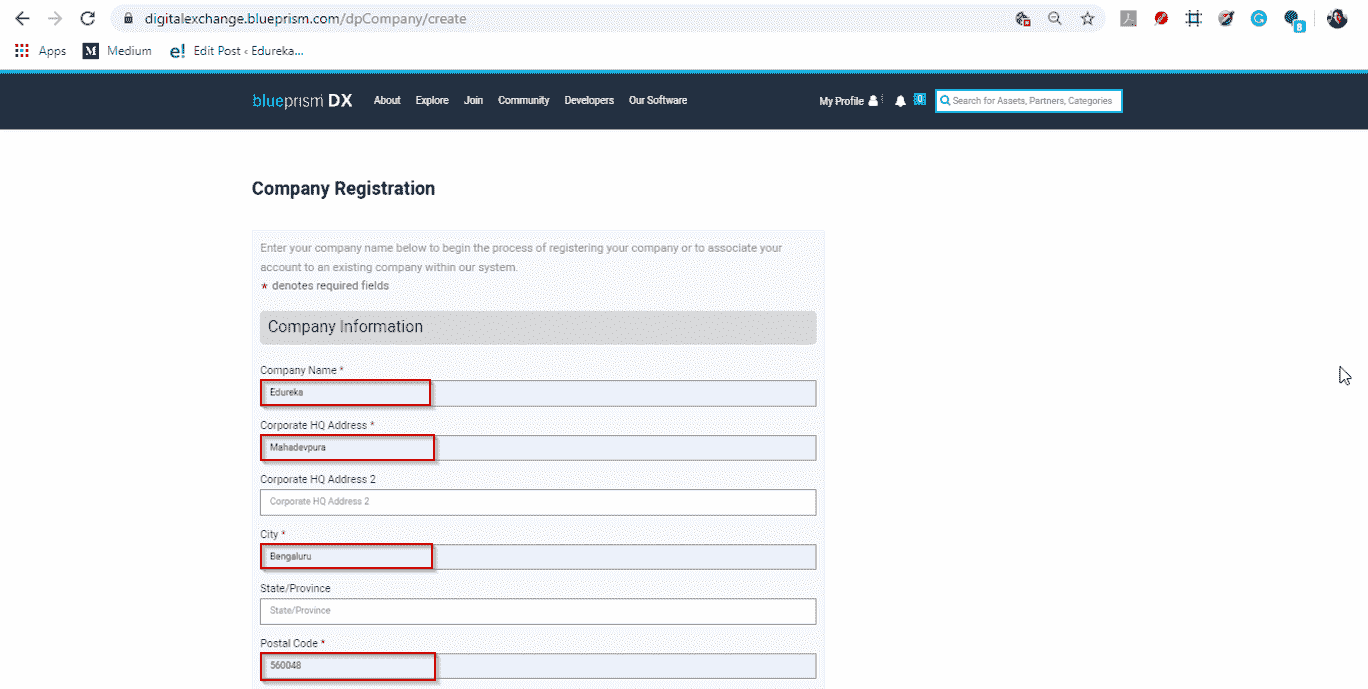 digitalexchange.blueprism.com/dpCompany/create
Apps M Medium e! Edit Post ‹ Edureka...
blueprism DX About Explore Join Community Developers Our Software My Profile 0 Search for Assets, Partners, Categories
Company Registration
Enter your company name below to begin the process of registering your company or to associate your
account to an existing company within our system.
* denotes required fields
Company Information
Company Name *
Edureka
Corporate HQ Address *
Mahadevpura
Corporate HQ Address 2
Corporate HQ Address 2
City *
Bengaluru
State/Province
State/Province
Postal Code *
560048